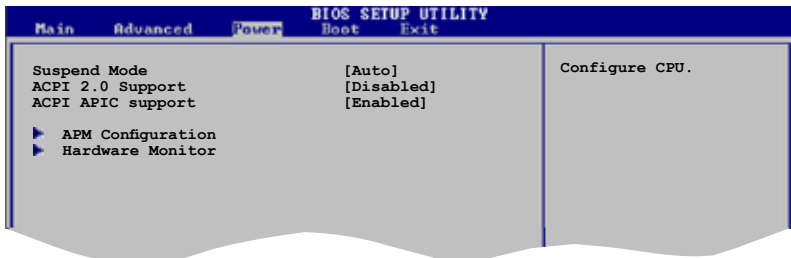 BIOS SETUP UTILITY
Main Advanced Power Boot Exit
Suspend Mode [Auto] Configure CPU.
ACPI 2.0 Support [Disabled]
ACPI APIC support [Enabled]
APM Configuration
Hardware Monitor